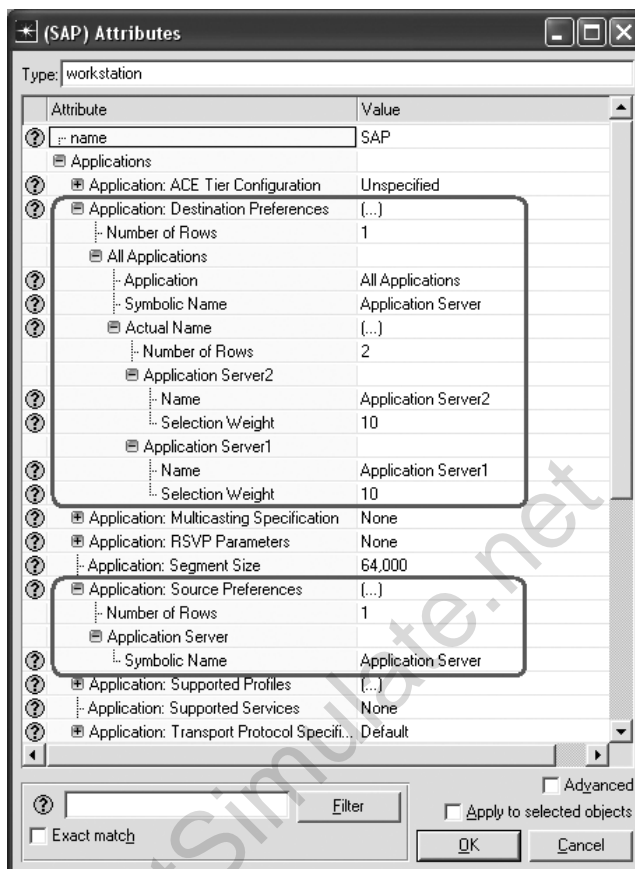 (SAP) Attributes
Type: workstation
Attribute Value
name SAP
Applications
Application: ACE Tier Configuration Unspecified
Application: Destination Preferences (...)
Number of Rows 1
All Applications
Application All Applications
Symbolic Name Application Server
Actual Name (...)
Number of Rows 2
Application Server2
Name Application Server2
Selection Weight 10
Application Server1
Name Application Server1
Selection Weight 10
Application: Multicasting Specification None
Application: RSVP Parameters None
Application: Segment Size 64,000
Application: Source Preferences (...)
Number of Rows 1
Application Server
Symbolic Name Application Server
Application: Supported Profiles (...)
Application: Supported Services None
Application: Transport Protocol Specifi... Default
Advanced
Filter
Apply to selected objects
Exact match
OK Cancel